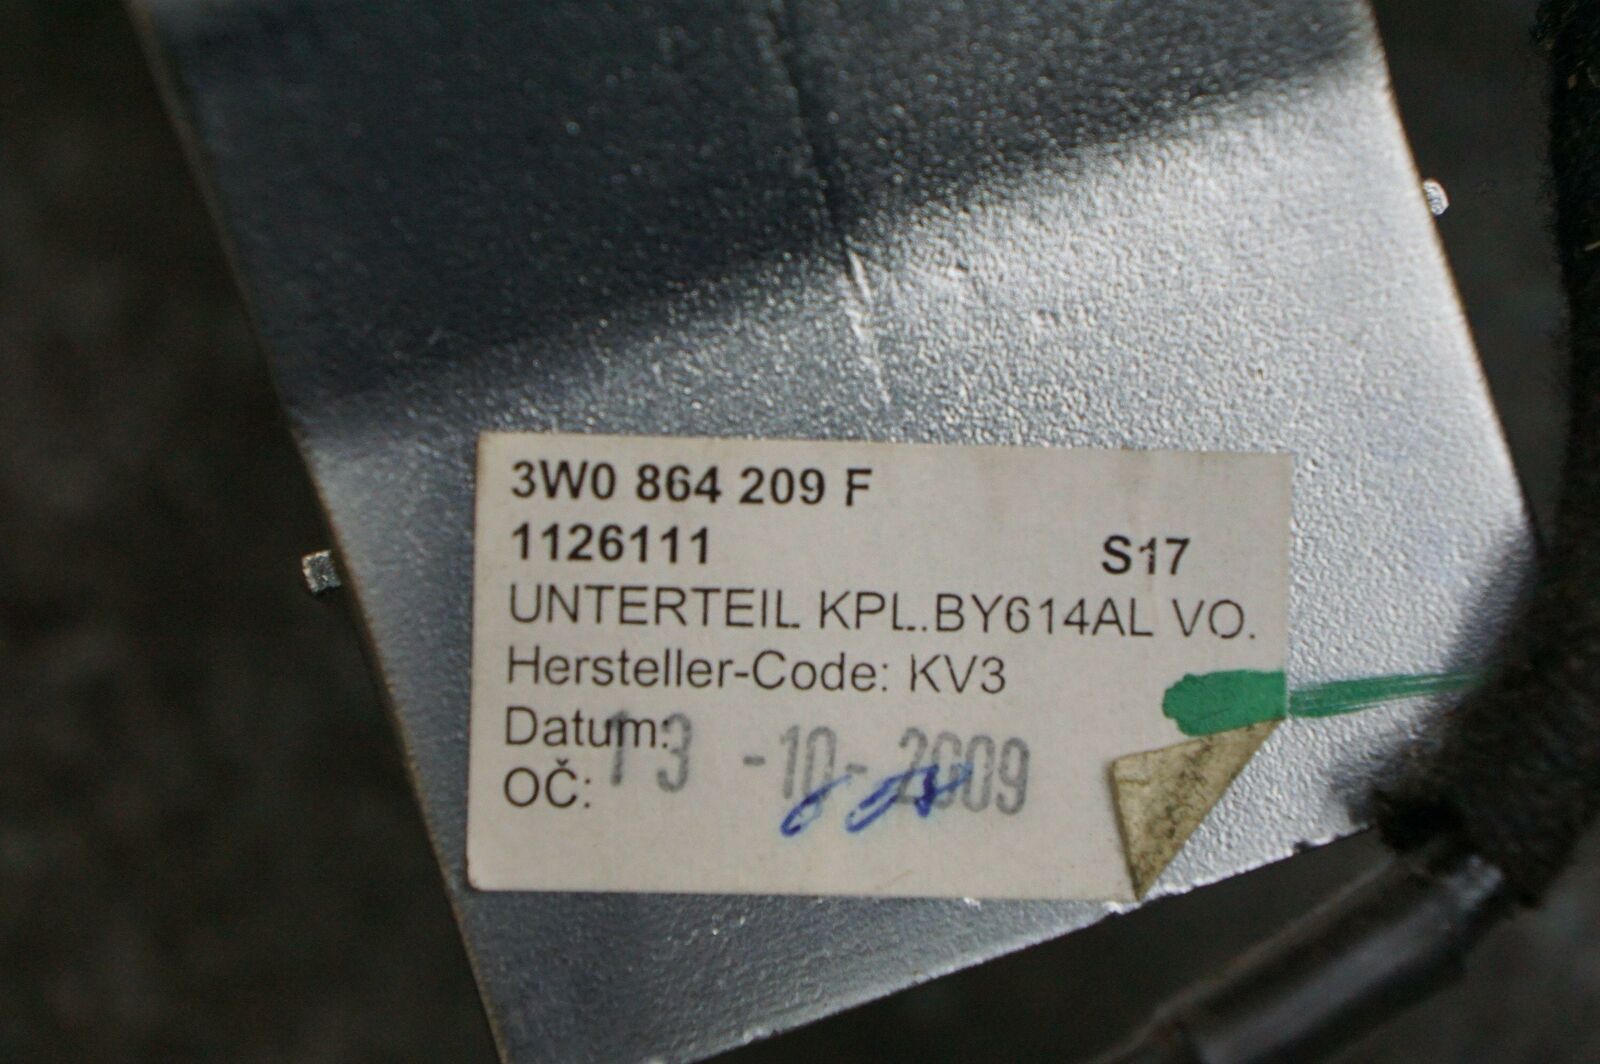 3W0 864 209 F
1126111 S17
UNTERTEIL KPL.BY614AL VO.
Hersteller-Code: KV3
Datum: 13 -10- 2009
OČ: